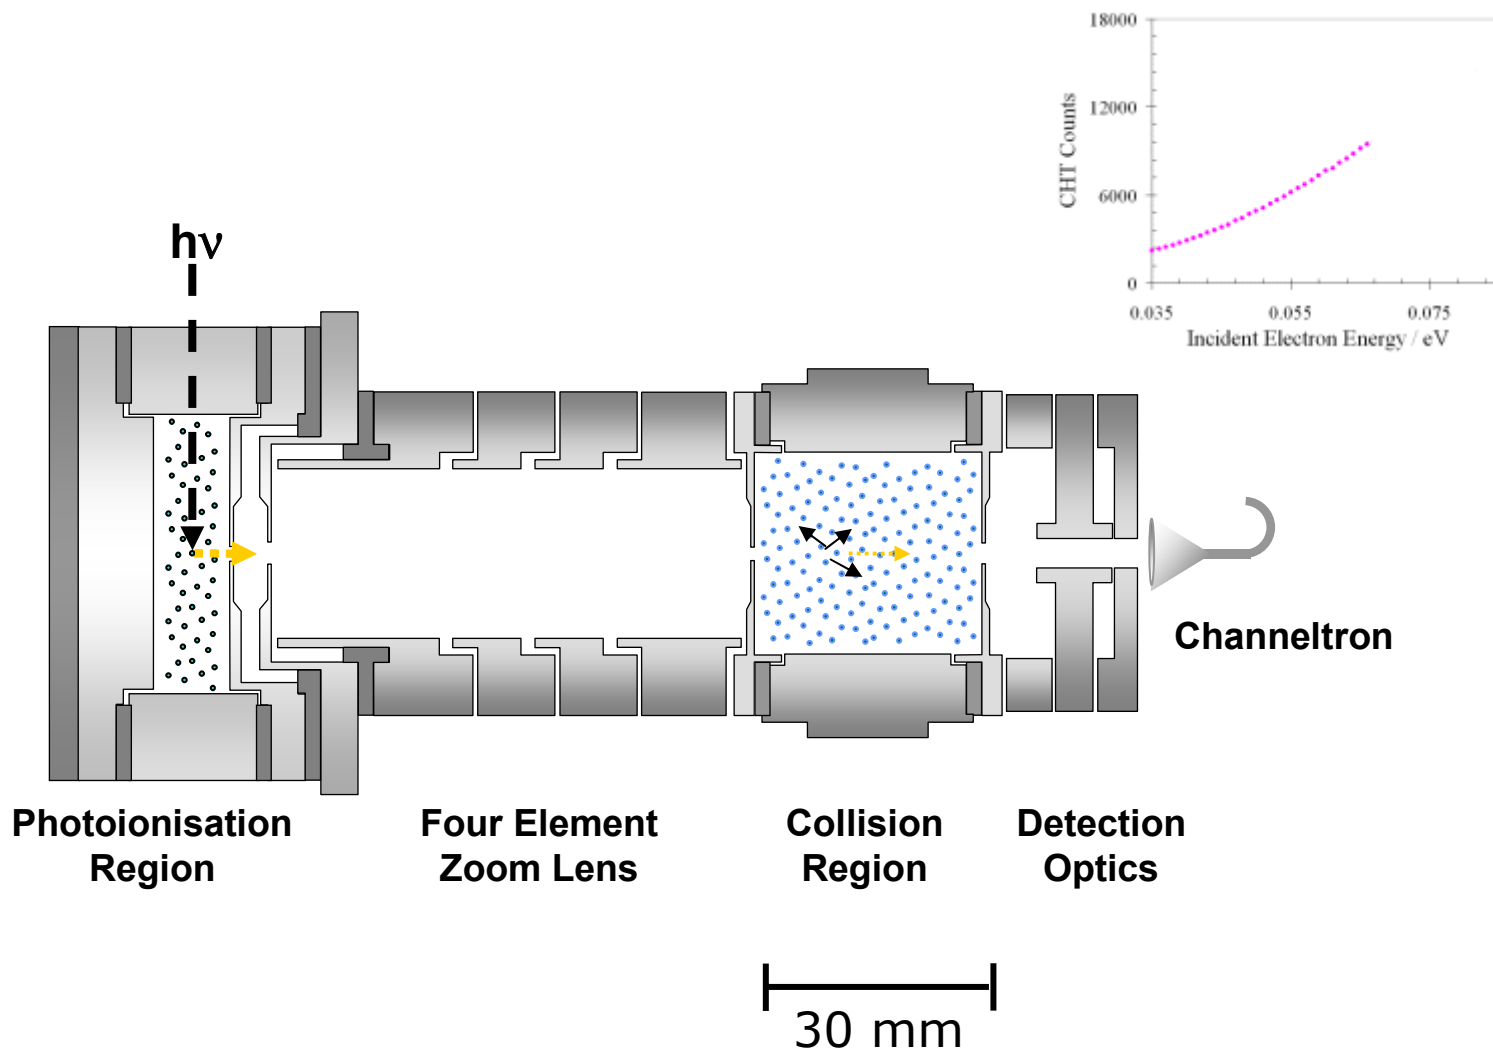 18000
12000
6000
0
CHT Counts
0.035 0.055 0.075
Incident Electron Energy / eV
hν
Channeltron
Photoionisation
Region
Four Element
Zoom Lens
Collision
Region
Detection
Optics
30 mm